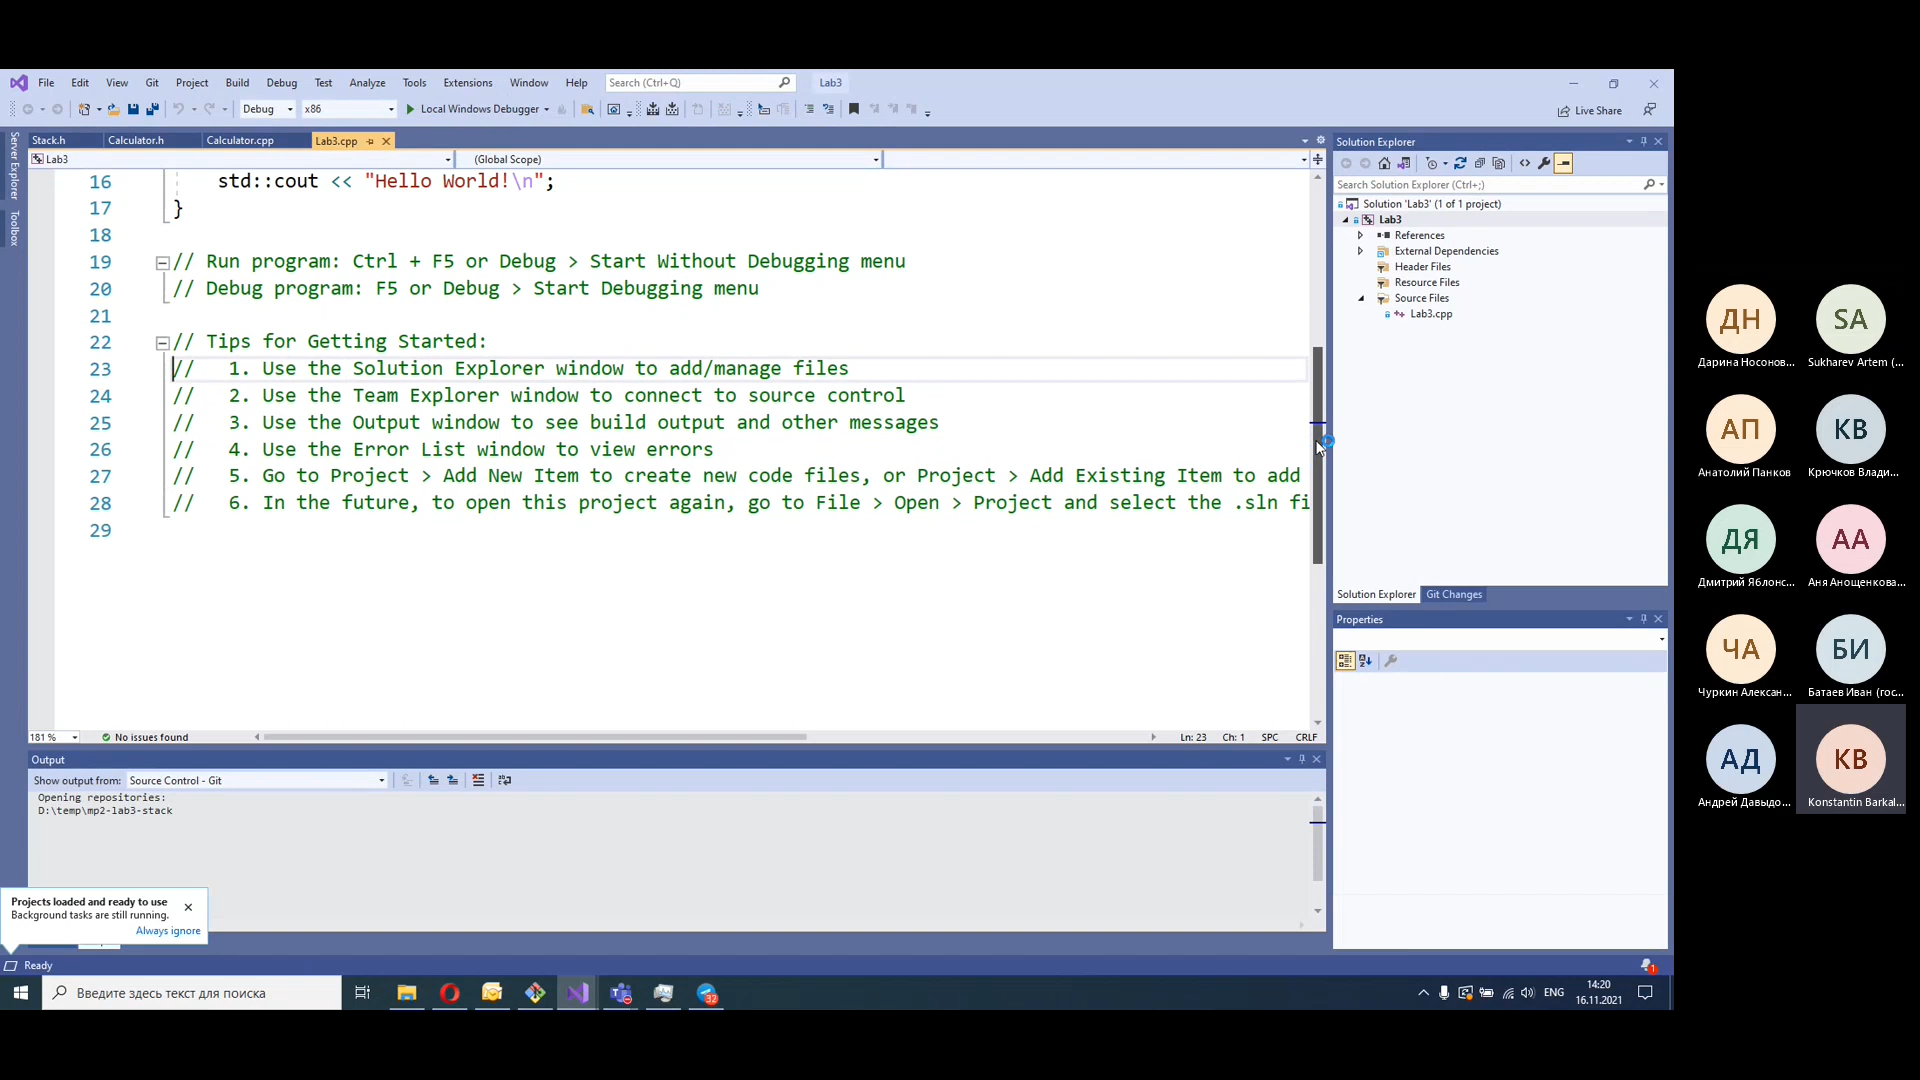 File Edit View Git Project Build Debug Test Analyze Tools Extensions Window Help Search (Ctrl+Q) Lab3
Debug x86 Local Windows Debugger Live Share
Server Explorer
Toolbox
Stack.h Calculator.h Calculator.cpp Lab3.cpp
Lab3 (Global Scope)
16 std::cout << "Hello World!\n";
17 }
18
19 // Run program: Ctrl + F5 or Debug > Start Without Debugging menu
20 // Debug program: F5 or Debug > Start Debugging menu
21
22 // Tips for Getting Started:
23 // 1. Use the Solution Explorer window to add/manage files
24 // 2. Use the Team Explorer window to connect to source control
25 // 3. Use the Output window to see build output and other messages
26 // 4. Use the Error List window to view errors
27 // 5. Go to Project > Add New Item to create new code files, or Project > Add Existing Item to add
28 // 6. In the future, to open this project again, go to File > Open > Project and select the .sln fi
29
181 % No issues found Ln: 23 Ch: 1 SPC CRLF
Output
Show output from: Source Control - Git
Opening repositories:
D:\temp\mp2-lab3-stack
Projects loaded and ready to use
Background tasks are still running.
Always ignore
Ready
Solution Explorer
Search Solution Explorer (Ctrl+;)
Solution 'Lab3' (1 of 1 project)
Lab3
References
External Dependencies
Header Files
Resource Files
Source Files
Lab3.cpp
Solution Explorer Git Changes
Properties
Введите здесь текст для поиска
32
ENG
14:20
16.11.2021
1
ДН SA
Дарина Носонов... Sukharev Artem (...
АП КВ
Анатолий Панков Крючков Влади...
ДЯ АА
Дмитрий Яблонс... Аня Анощенкова...
ЧА БИ
Чуркин Алексан... Батаев Иван (гос...
АД КВ
Андрей Давыдо... Konstantin Barkal...